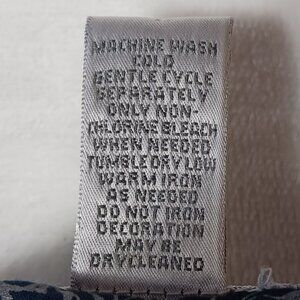 MACHINE WASH
COLD
GENTLE CYCLE
SEPARATELY
ONLY NON-
CHLORINE BLEACH
WHEN NEEDED
TUMBLE DRY LOW
WARM IRON
AS NEEDED
DO NOT IRON
DECORATION
MAY BE
DRYCLEANED